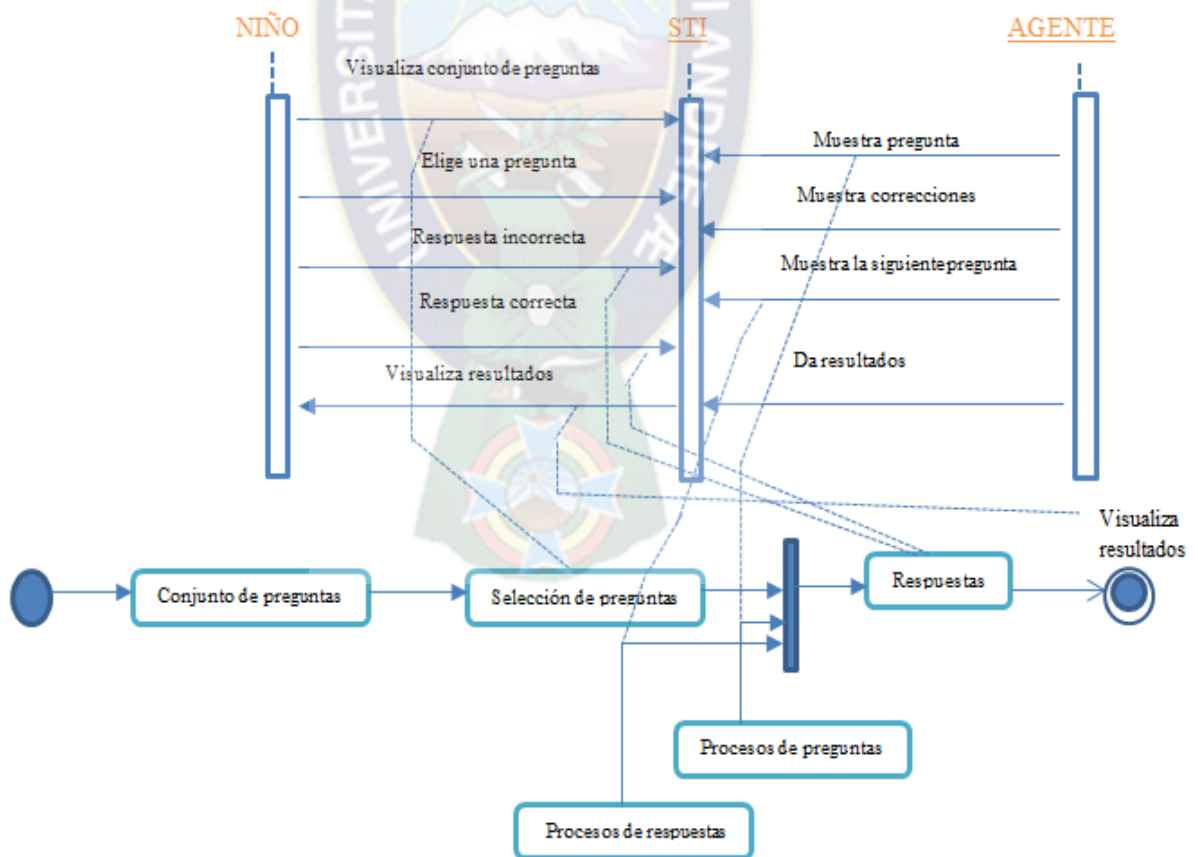 NIÑO
STI
AGENTE
Visualiza conjunto de preguntas
Muestra pregunta
Elige una pregunta
Muestra correcciones
Respuesta incorrecta
Muestra la siguiente pregunta
Respuesta correcta
Da resultados
Visualiza resultados
Visualiza
resultados
Conjunto de preguntas
Selección de preguntas
Respuestas
Procesos de preguntas
Procesos de respuestas
UNIVERSITA
I ANDRE Æ